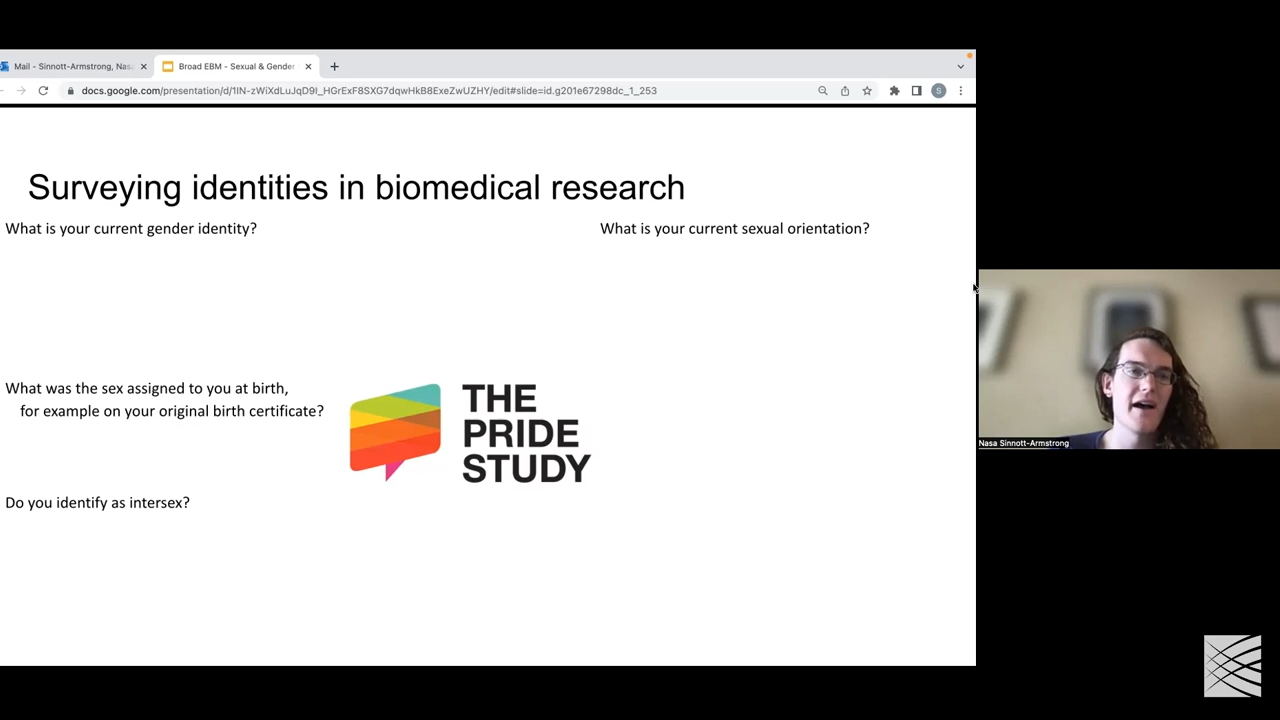 Mail - Sinnott-Armstrong, Nas
Broad EBM - Sexual & Gender
docs.google.com/presentation/d/1IN-zWiXdLuJqD9I_HGrExF8SXG7dqwHkB8ExeZwUZHY/edit#slide=id.g201e67298dc_1_253
S
Surveying identities in biomedical research
What is your current gender identity?
What is your current sexual orientation?
What was the sex assigned to you at birth,
for example on your original birth certificate?
THE
PRIDE
STUDY
Do you identify as intersex?
Nasa Sinnott-Armstrong